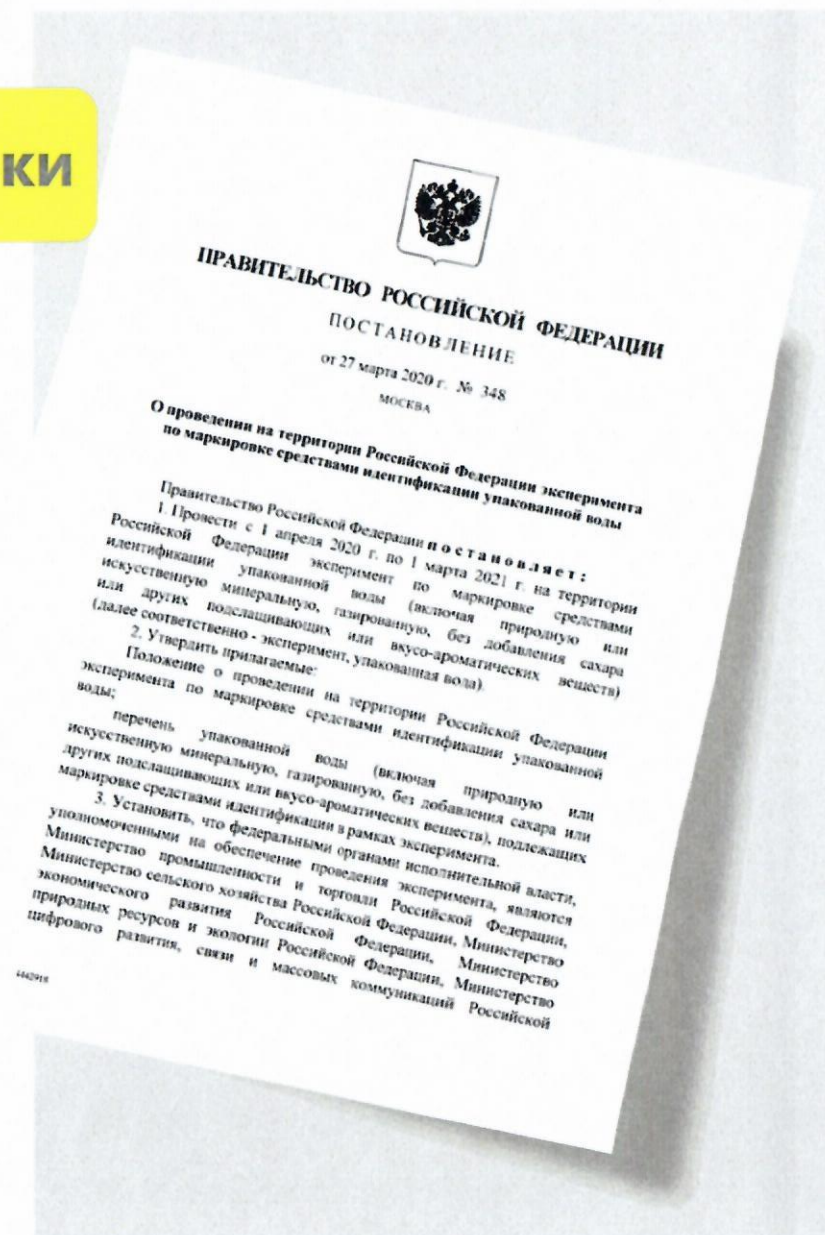 ки
ПРАВИТЕЛЬСТВО РОССИЙСКОЙ ФЕДЕРАЦИИ
ПОСТАНОВЛЕНИЕ
от 27 марта 2020 г. № 348
МОСКВА
О проведении на территории Российской Федерации эксперимента
по маркировке средствами идентификации упакованной воды
Правительство Российской Федерации постановляет:
1. Провести с 1 апреля 2020 г. по 1 марта 2021 г. на территории
Российской Федерации эксперимент по маркировке средствами
идентификации упакованной воды (включая природную или
искусственную минеральную, газированную, без добавления сахара
или других подслащивающих или вкусо-ароматических веществ)
(далее соответственно - эксперимент, упакованная вода).
2. Утвердить прилагаемые:
Положение о проведении на территории Российской Федерации
эксперимента по маркировке средствами идентификации упакованной
воды;
перечень упакованной воды (включая природную или
искусственную минеральную, газированную, без добавления сахара или
других подслащивающих или вкусо-ароматических веществ), подлежащих
маркировке средствами идентификации в рамках эксперимента.
3. Установить, что федеральными органами исполнительной власти,
уполномоченными на обеспечение проведения эксперимента, являются
Министерство промышленности и торговли Российской Федерации,
Министерство сельского хозяйства Российской Федерации, Министерство
экономического развития Российской Федерации, Министерство
природных ресурсов и экологии Российской Федерации, Министерство
цифрового развития, связи и массовых коммуникаций Российской
4442918